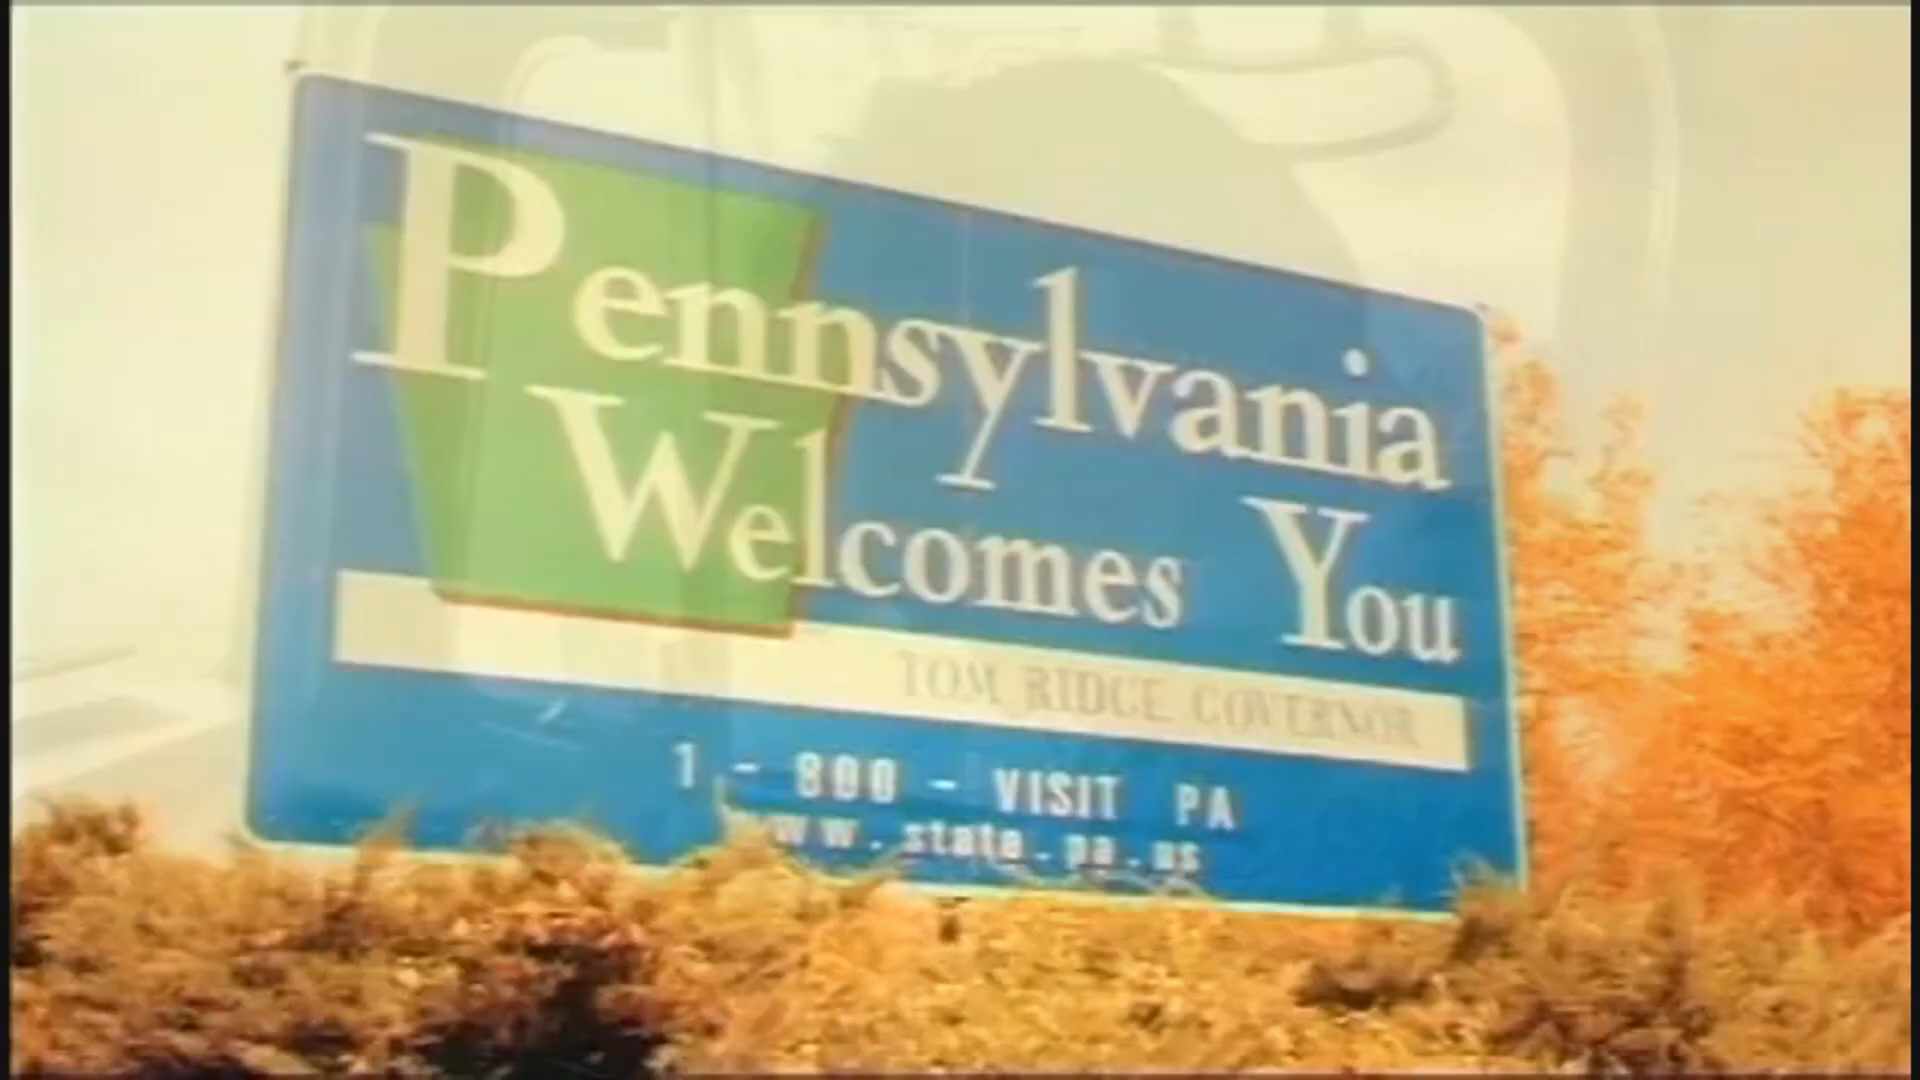 Pennsylvania
Welcomes You
TOM RIDGE GOVERNOR
1 - 800 - VISIT PA
www.state.pa.us